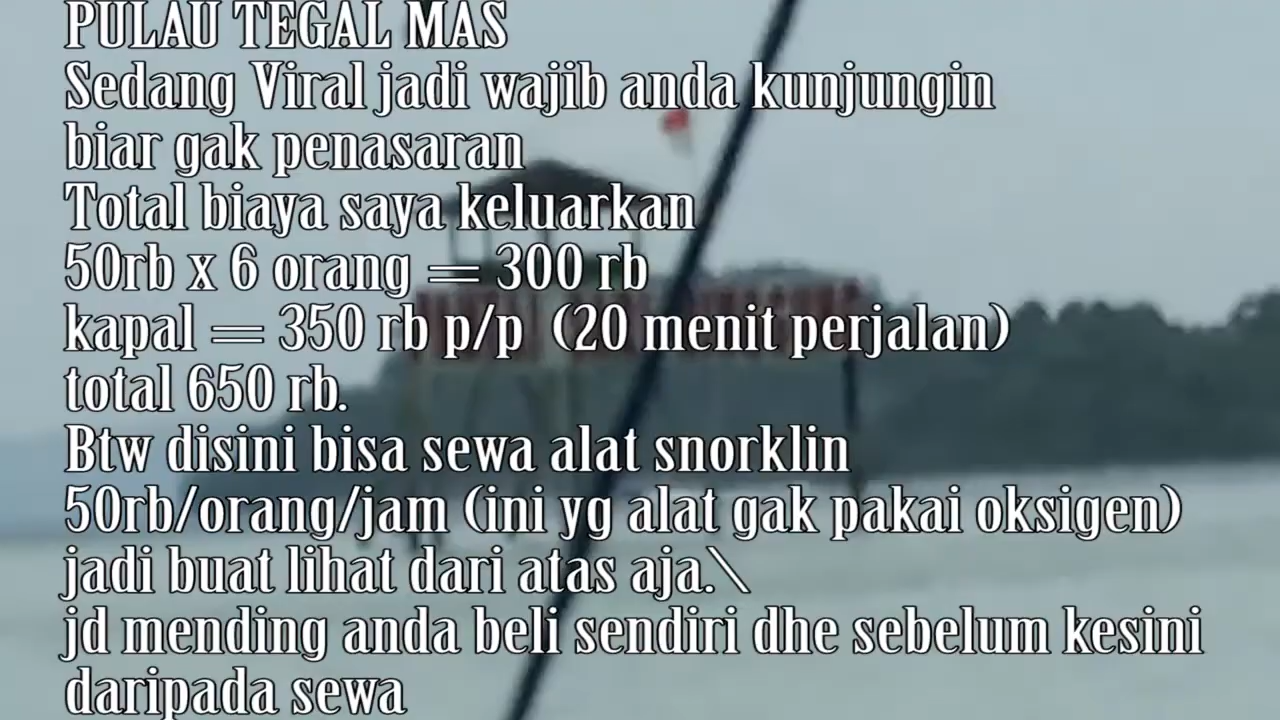 PULAU TEGAL MAS
Sedang Viral jadi wajib anda kunjungin
biar gak penasaran
Total biaya saya keluarkan
50rb x 6 orang = 300 rb
kapal = 350 rb p/p (20 menit perjalan)
total 650 rb.
Btw disini bisa sewa alat snorklin
50rb/orang/jam (ini yg alat gak pakai oksigen)
jadi buat lihat dari atas aja.\
jd mending anda beli sendiri dhe sebelum kesini
daripada sewa